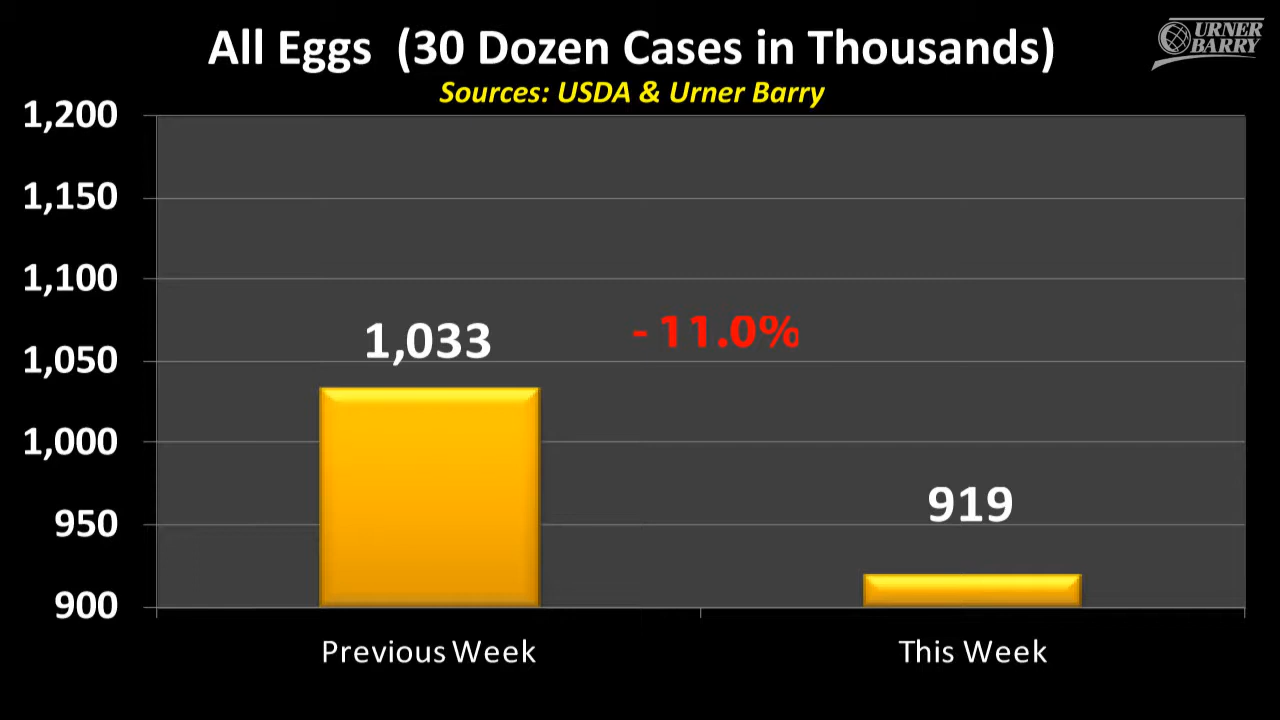 All Eggs (30 Dozen Cases in Thousands)
URNER
BARRY
Sources: USDA & Urner Barry
1,200
1,150
1,100
1,050
1,000
950
900
1,033
- 11.0%
919
Previous Week
This Week